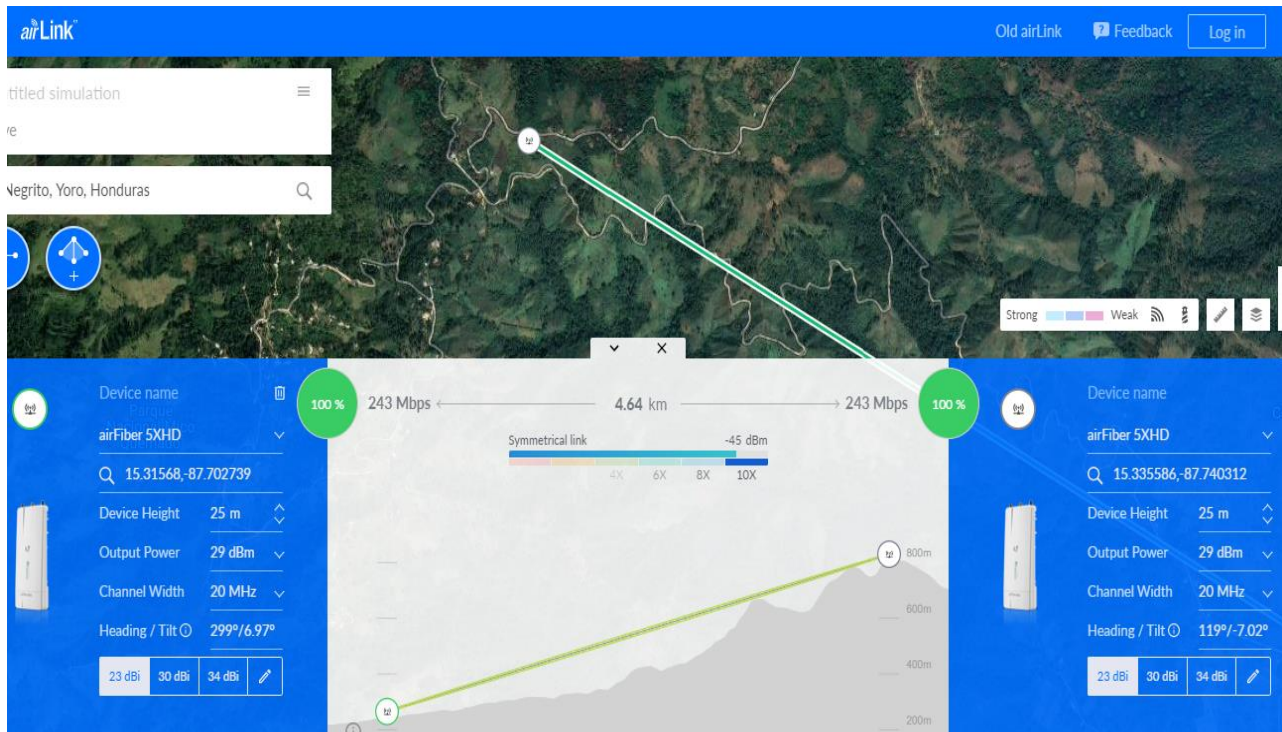 airLink
Old airLink
Feedback
Log in
titled simulation
ve
Negrito, Yoro, Honduras
+
Strong
Weak
Device name
airFiber 5XHD
15.31568,-87.702739
Device Height 25 m
Output Power 29 dBm
Channel Width 20 MHz
Heading / Tilt 299°/6.97°
23 dBi 30 dBi 34 dBi
100 % 243 Mbps 4.64 km 243 Mbps 100 %
Symmetrical link -45 dBm
4X 6X 8X 10X
800m
600m
400m
200m
Device name
airFiber 5XHD
15.335586,-87.740312
Device Height 25 m
Output Power 29 dBm
Channel Width 20 MHz
Heading / Tilt 119°/-7.02°
23 dBi 30 dBi 34 dBi